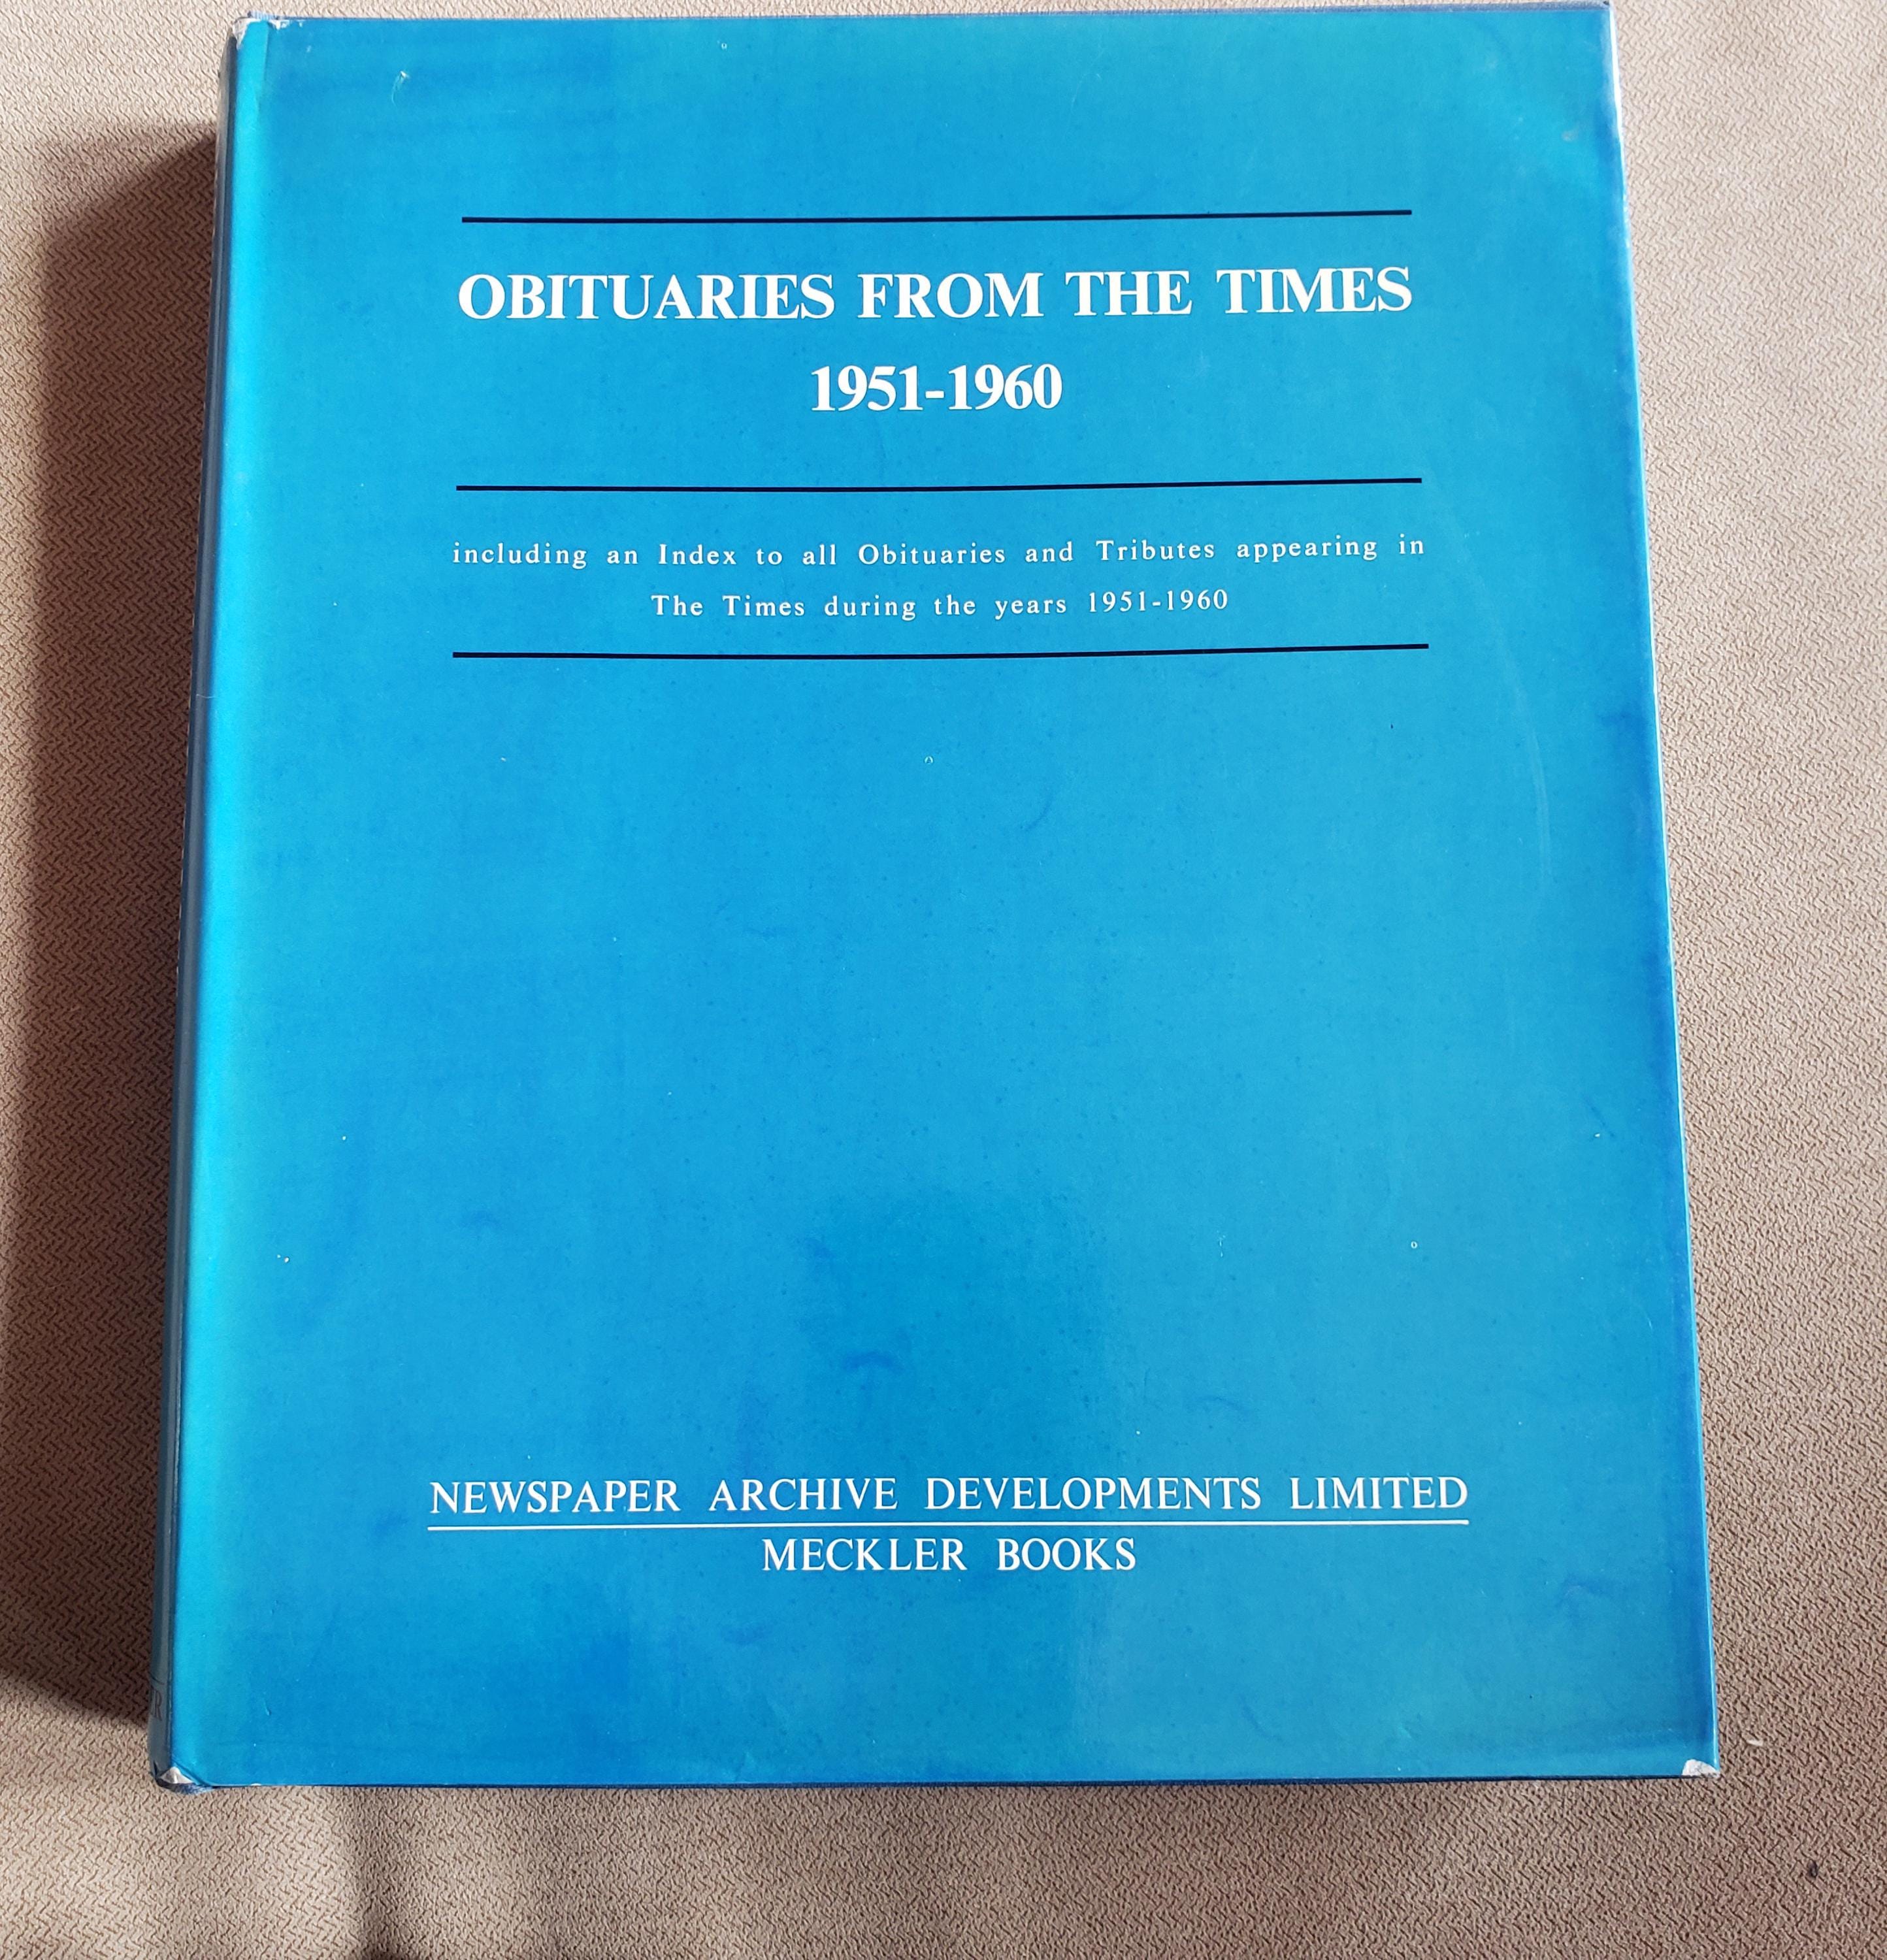 OBITUARIES FROM THE TIMES
1951-1960
including an Index to all Obituaries and Tributes appearing in
The Times during the years 1951-1960
NEWSPAPER ARCHIVE DEVELOPMENTS LIMITED
MECKLER BOOKS